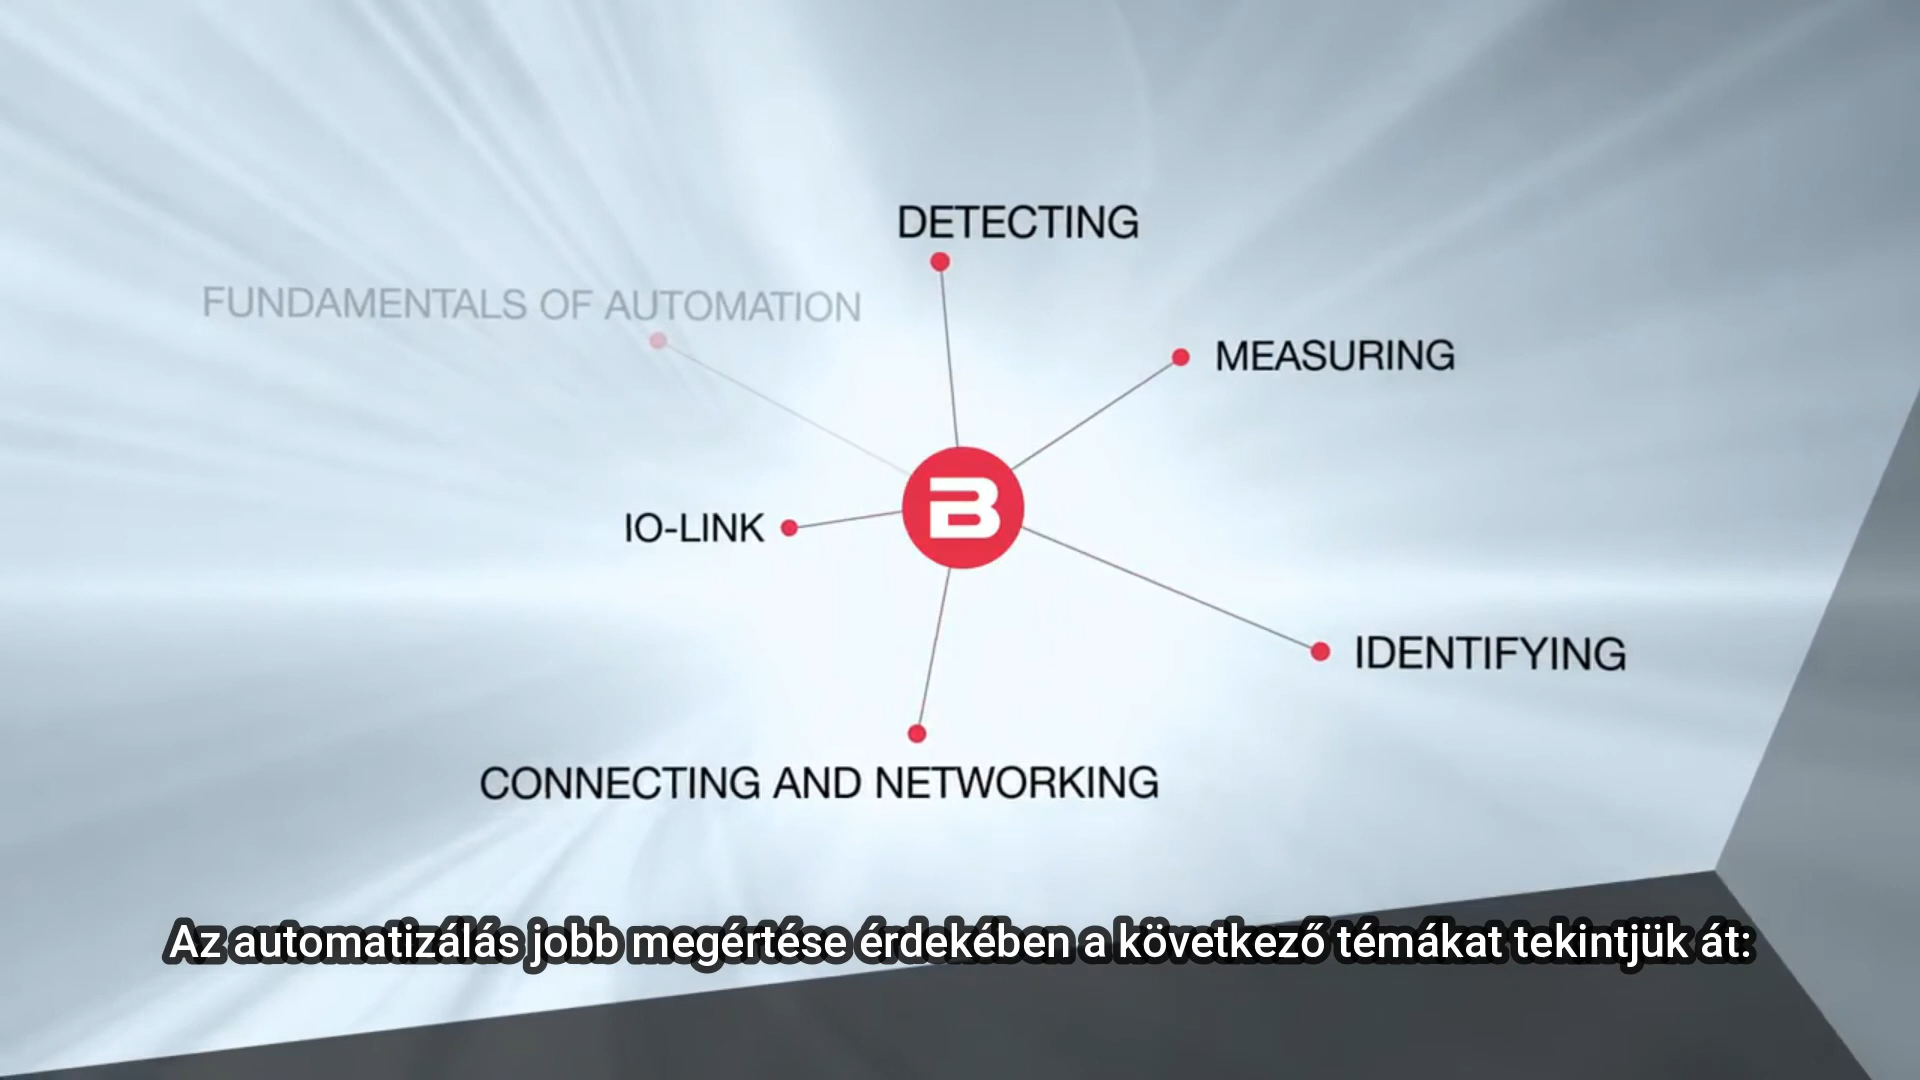 DETECTING
FUNDAMENTALS OF AUTOMATION
MEASURING
B
IO-LINK
IDENTIFYING
CONNECTING AND NETWORKING
Az automatizálás jobb megértése érdekében a következő témákat tekintjük át: